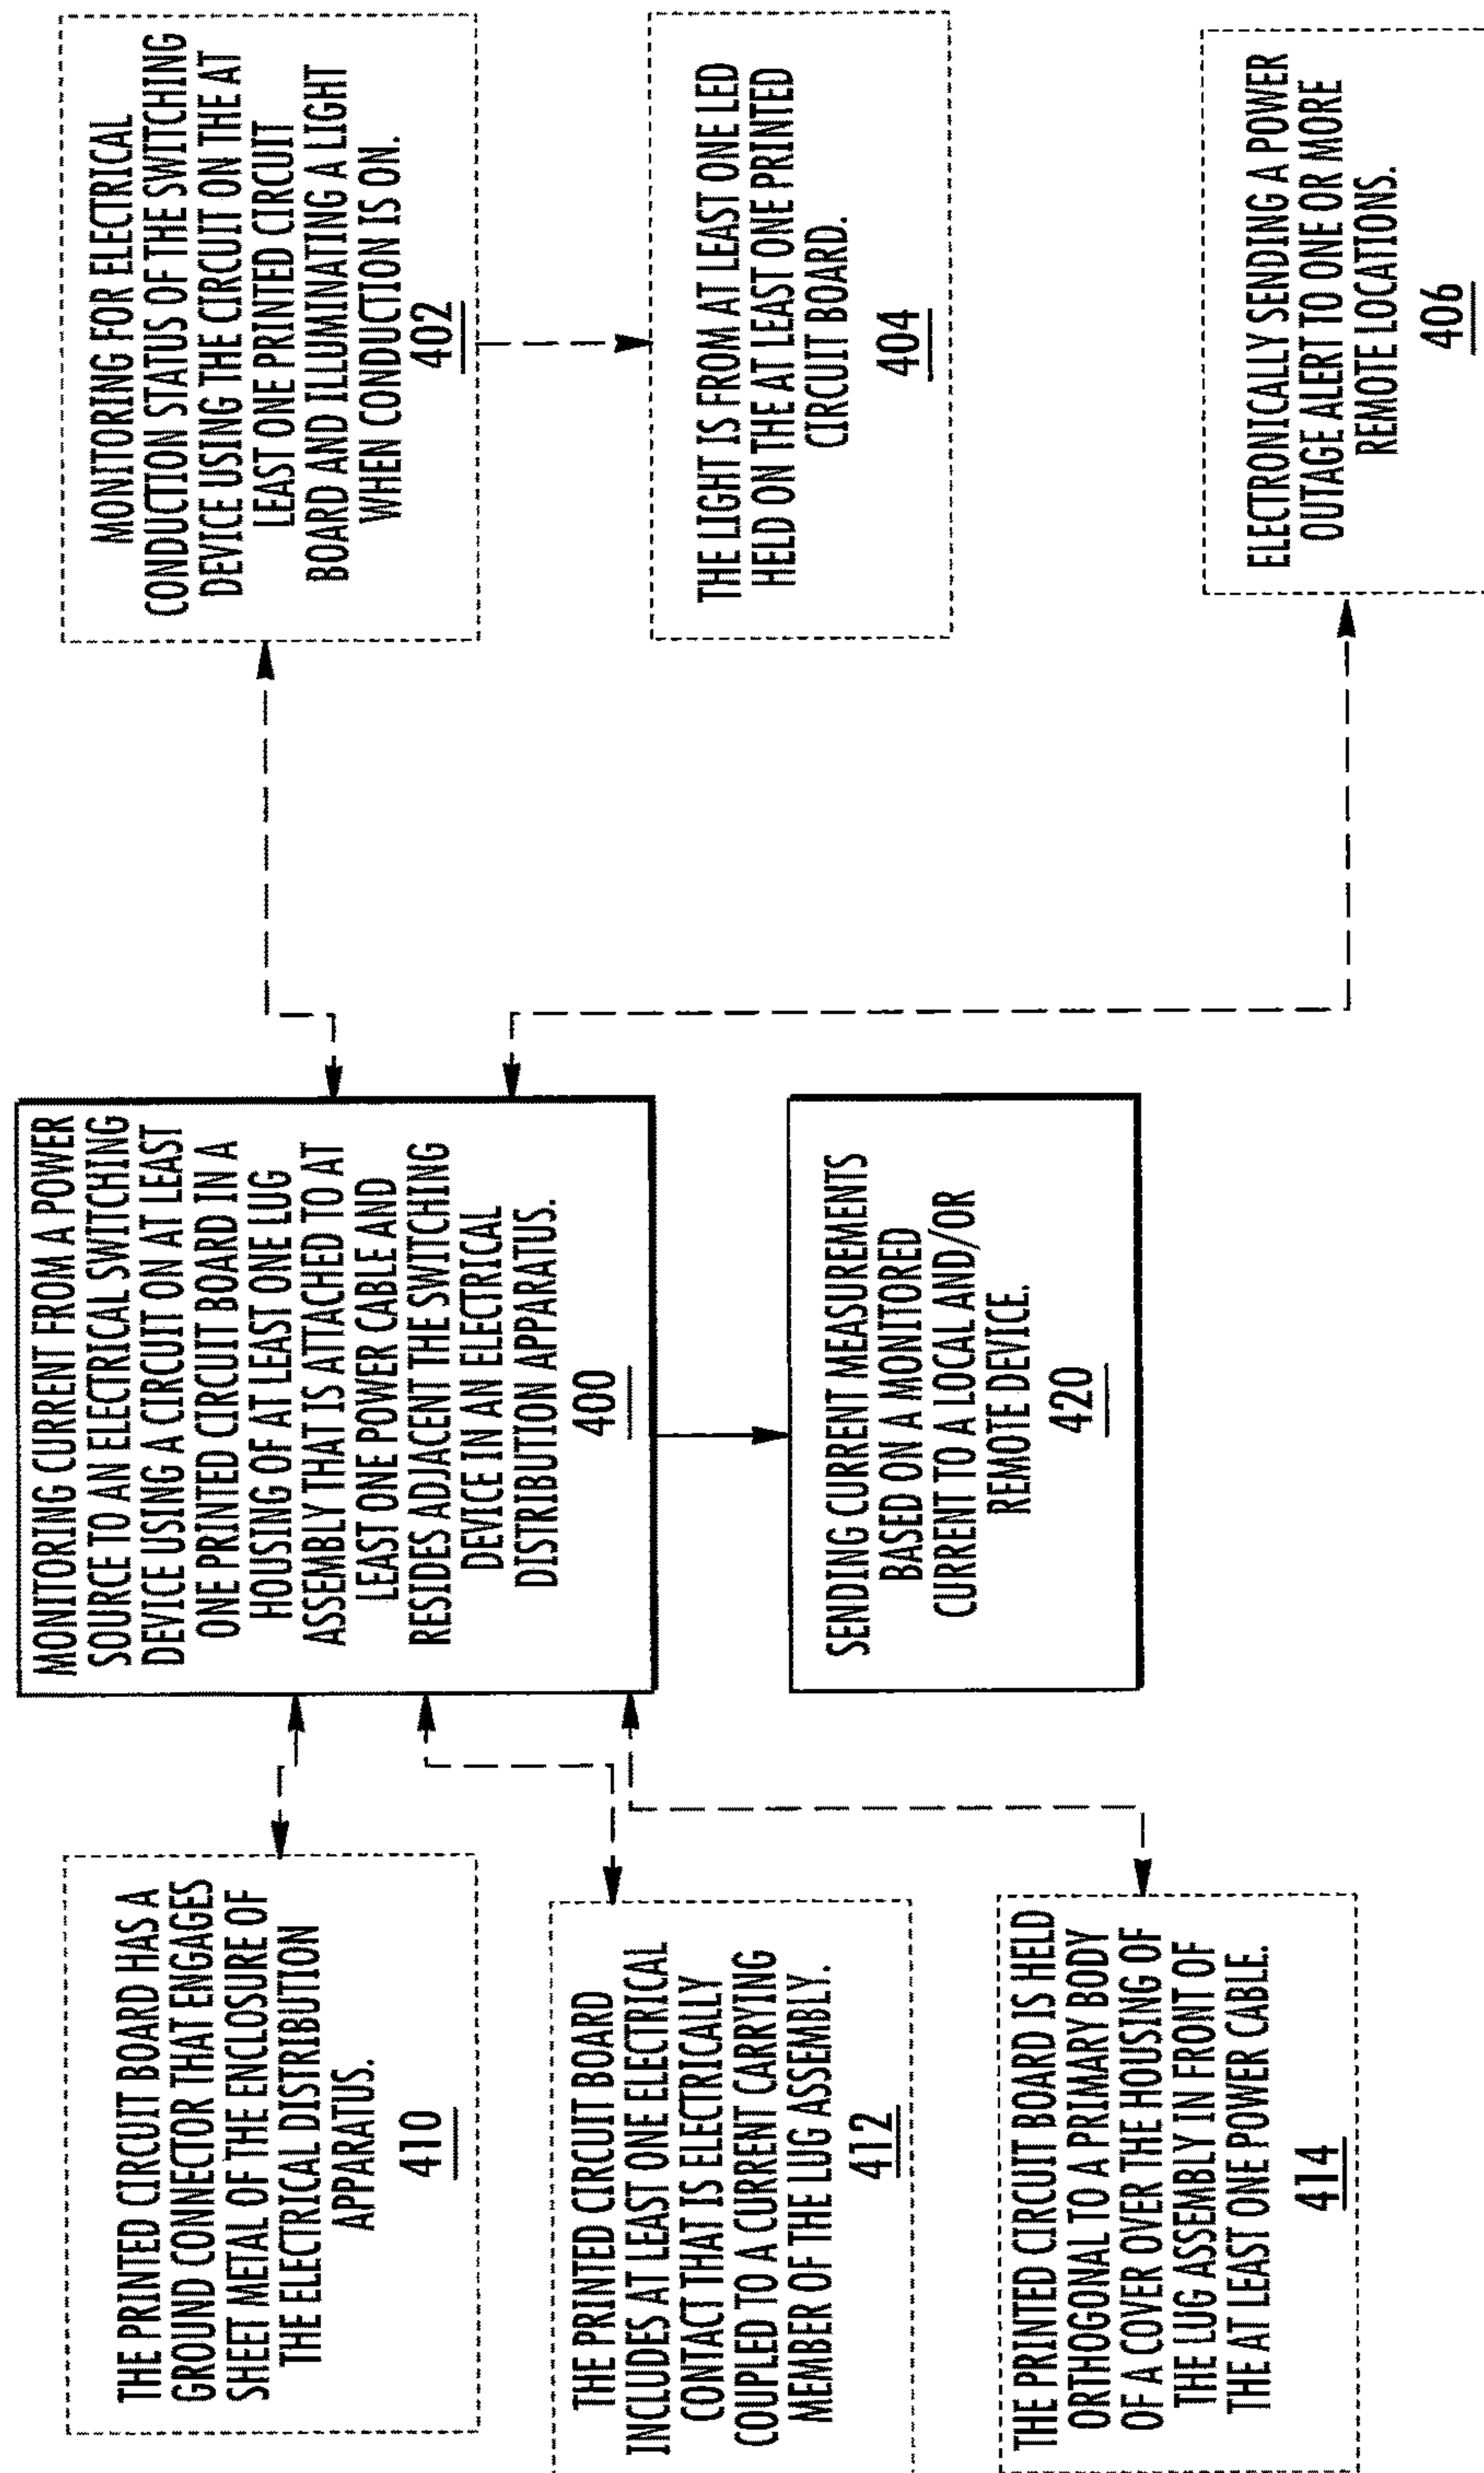 MONITORING CURRENT FROM A POWER
SOURCE TO AN ELECTRICAL SWITCHING
DEVICE USING A CIRCUIT ON AT LEAST
ONE PRINTED CIRCUIT BOARD IN A
HOUSING OF AT LEAST ONE LUG
ASSEMBLY THAT IS ATTACHED TO AT
LEAST ONE POWER CABLE AND
RESIDES ADJACENT THE SWITCHING
DEVICE IN AN ELECTRICAL
DISTRIBUTION APPARATUS.
400
SENDING CURRENT MEASUREMENTS
BASED ON A MONITORED
CURRENT TO A LOCAL AND/OR
REMOTE DEVICE.
420
THE PRINTED CIRCUIT BOARD HAS A
GROUND CONNECTOR THAT ENGAGES
SHEET METAL OF THE ENCLOSURE OF
THE ELECTRICAL DISTRIBUTION
APPARATUS.
410
THE PRINTED CIRCUIT BOARD
INCLUDES AT LEAST ONE ELECTRICAL
CONTACT THAT IS ELECTRICALLY
COUPLED TO A CURRENT CARRYING
MEMBER OF THE LUG ASSEMBLY.
412
THE PRINTED CIRCUIT BOARD IS HELD
ORTHOGONAL TO A PRIMARY BODY
OF A COVER OVER THE HOUSING OF
THE LUG ASSEMBLY IN FRONT OF
THE AT LEAST ONE POWER CABLE.
414
MONITORING FOR ELECTRICAL
CONDUCTION STATUS OF THE SWITCHING
DEVICE USING THE CIRCUIT ON THE AT
LEAST ONE PRINTED CIRCUIT
BOARD AND ILLUMINATING A LIGHT
WHEN CONDUCTION IS ON.
402
THE LIGHT IS FROM AT LEAST ONE LED
HELD ON THE AT LEAST ONE PRINTED
CIRCUIT BOARD.
404
ELECTRONICALLY SENDING A POWER
OUTAGE ALERT TO ONE OR MORE
REMOTE LOCATIONS.
406